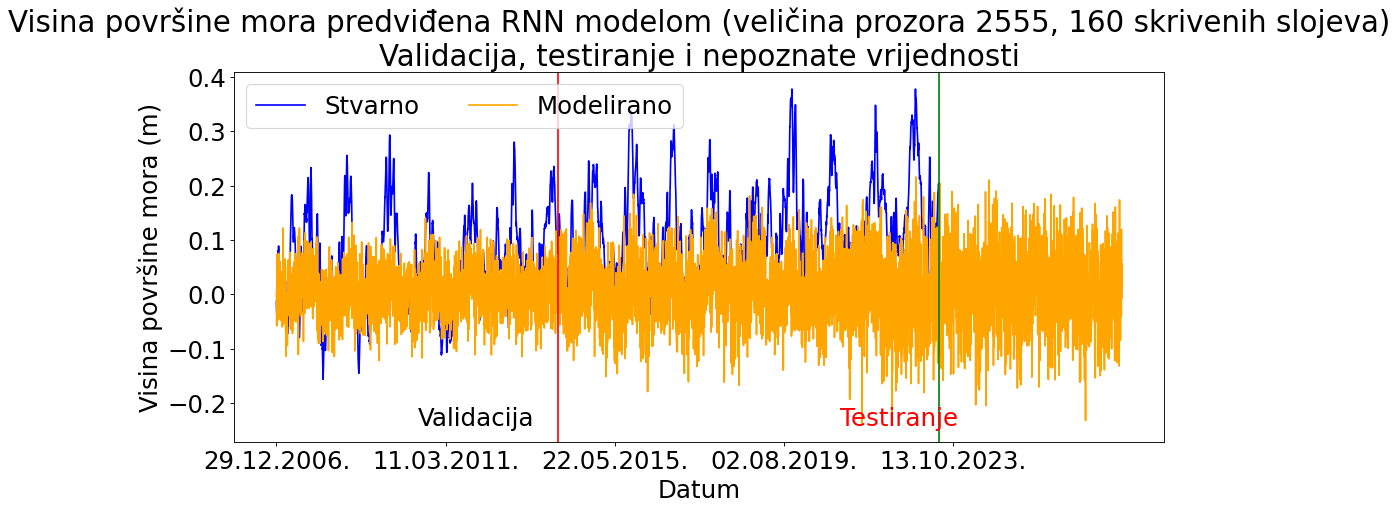 Visina površine mora predviđena RNN modelom (veličina prozora 2555, 160 skrivenih slojeva)
Validacija, testiranje i nepoznate vrijednosti
Stvarno Modelirano
Visina površine mora (m)
0.4
0.3
0.2
0.1
0.0
−0.1
−0.2
Validacija Testiranje
29.12.2006. 11.03.2011. 22.05.2015. 02.08.2019. 13.10.2023.
Datum